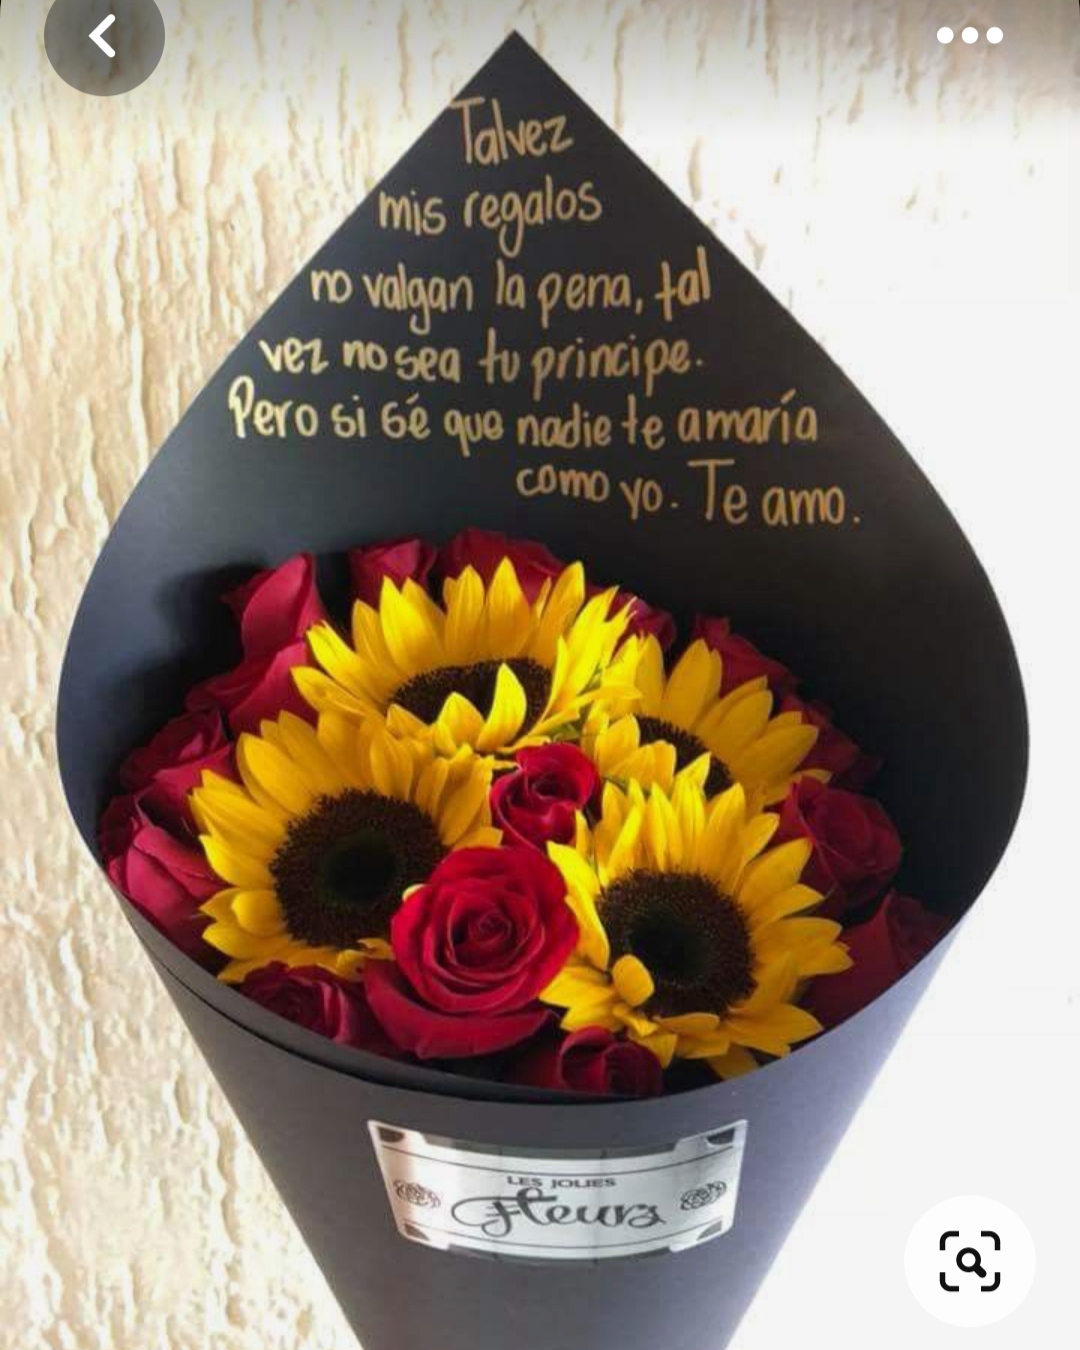 Talvez
mis regalos
no valgan la pena, tal
vez no sea tu principe.
Pero si sé que nadie te amaría
como yo. Te amo.
LES JOLIES
Fleurs